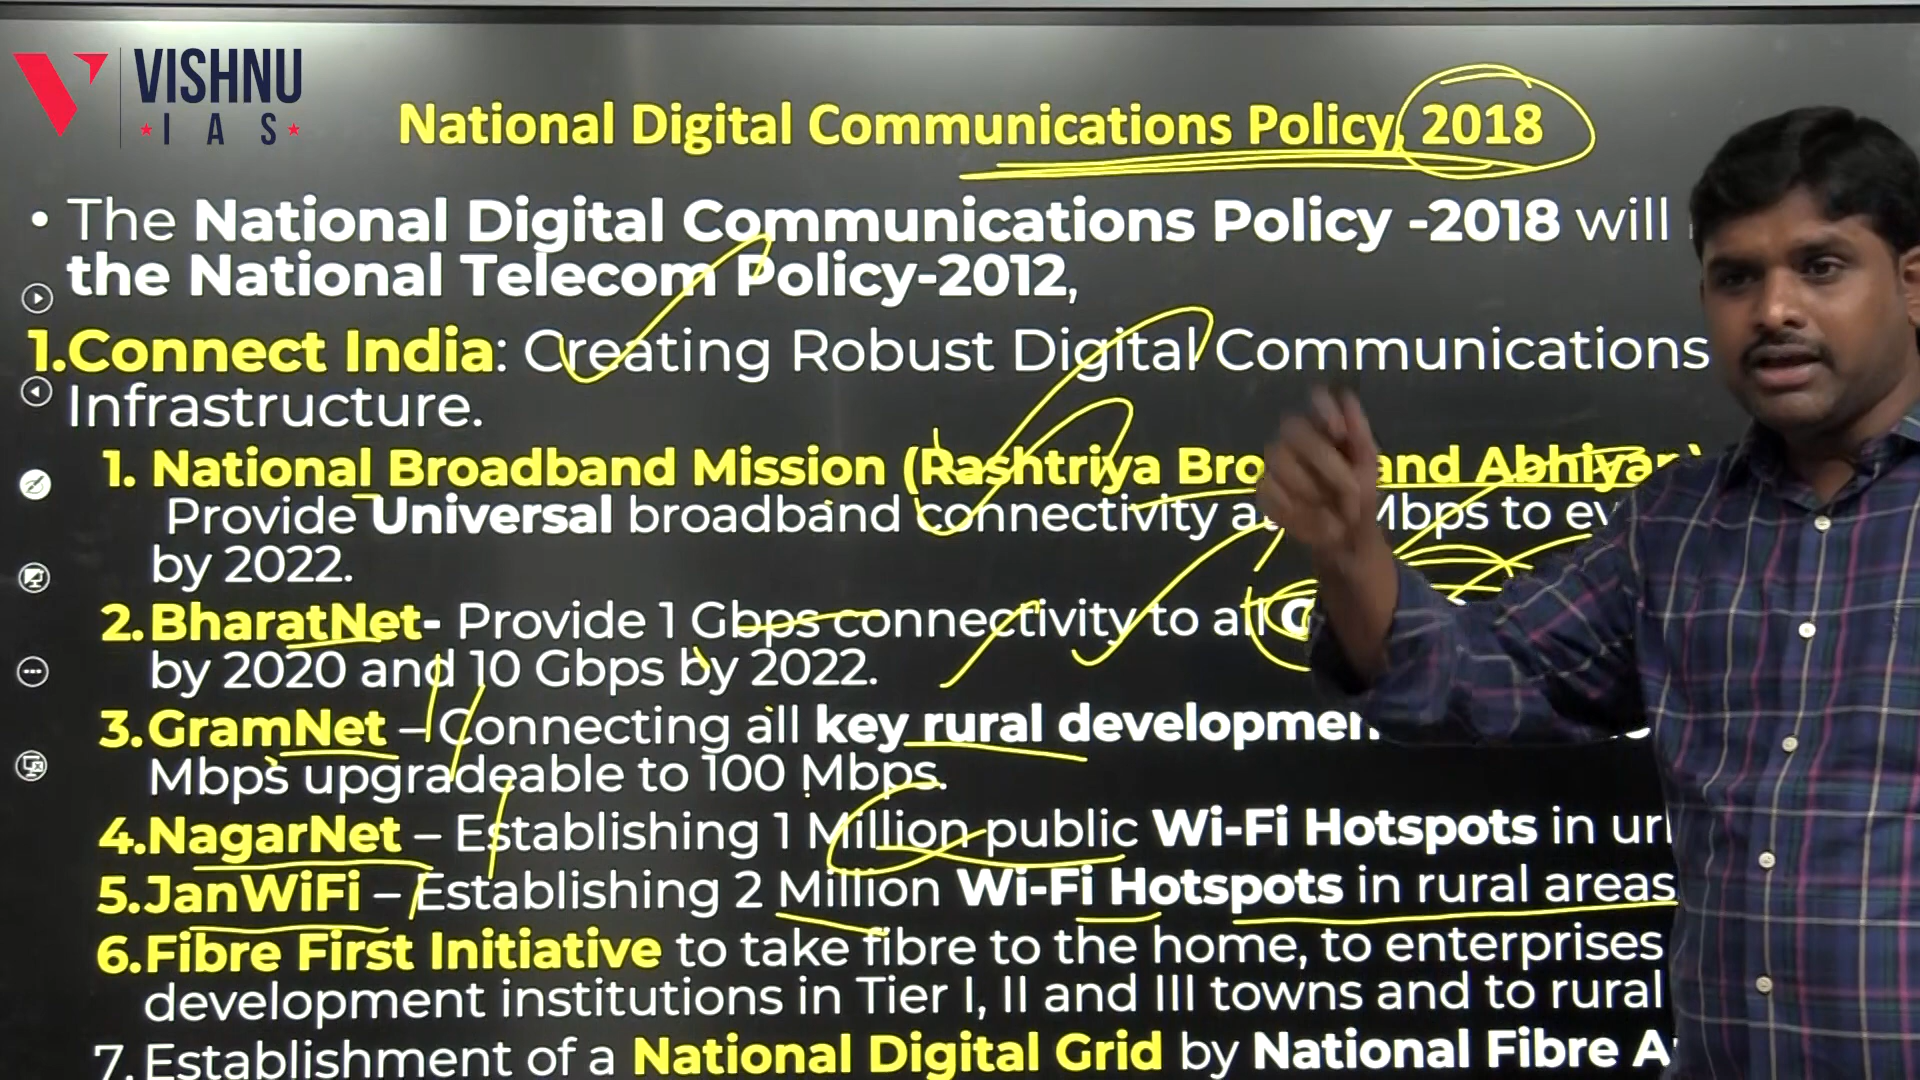 VISHNU
IAS
National Digital Communications Policy, 2018
• The National Digital Communications Policy -2018 will
the National Telecom Policy-2012,
1.Connect India: Creating Robust Digital Communications
Infrastructure.
1. National Broadband Mission (Rashtriya Abhiyan)
Provide Universal broadband connectivity Mbps to
by 2022.
2.BharatNet- Provide 1 Gbps connectivity to all
by 2020 and 10 Gbps by 2022.
3.GramNet – Connecting all key rural
Mbps upgradeable to 100 Mbps.
4.NagarNet – Establishing 1 Million public Wi-Fi Hotspots in
5.JanWiFi – Establishing 2 Million Wi-Fi Hotspots in rural areas
6.Fibre First Initiative to take fibre to the home, to enterprises
development institutions in Tier I, II and III towns and to rural
7.Establishment of a National Digital Grid by National Fibre